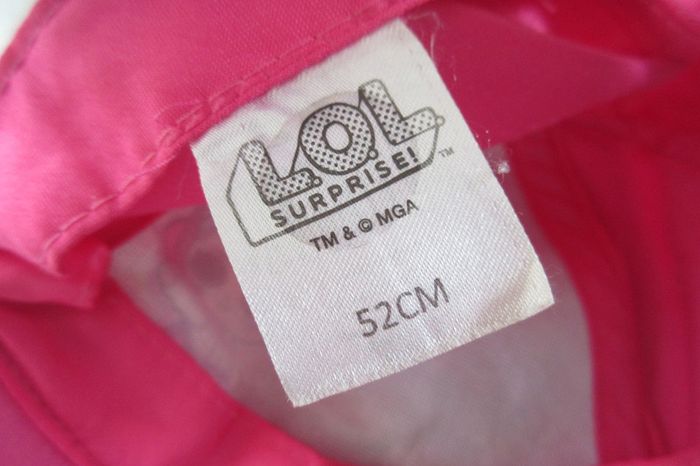 L.O.L.
SURPRISE!™
TM & © MGA
52CM